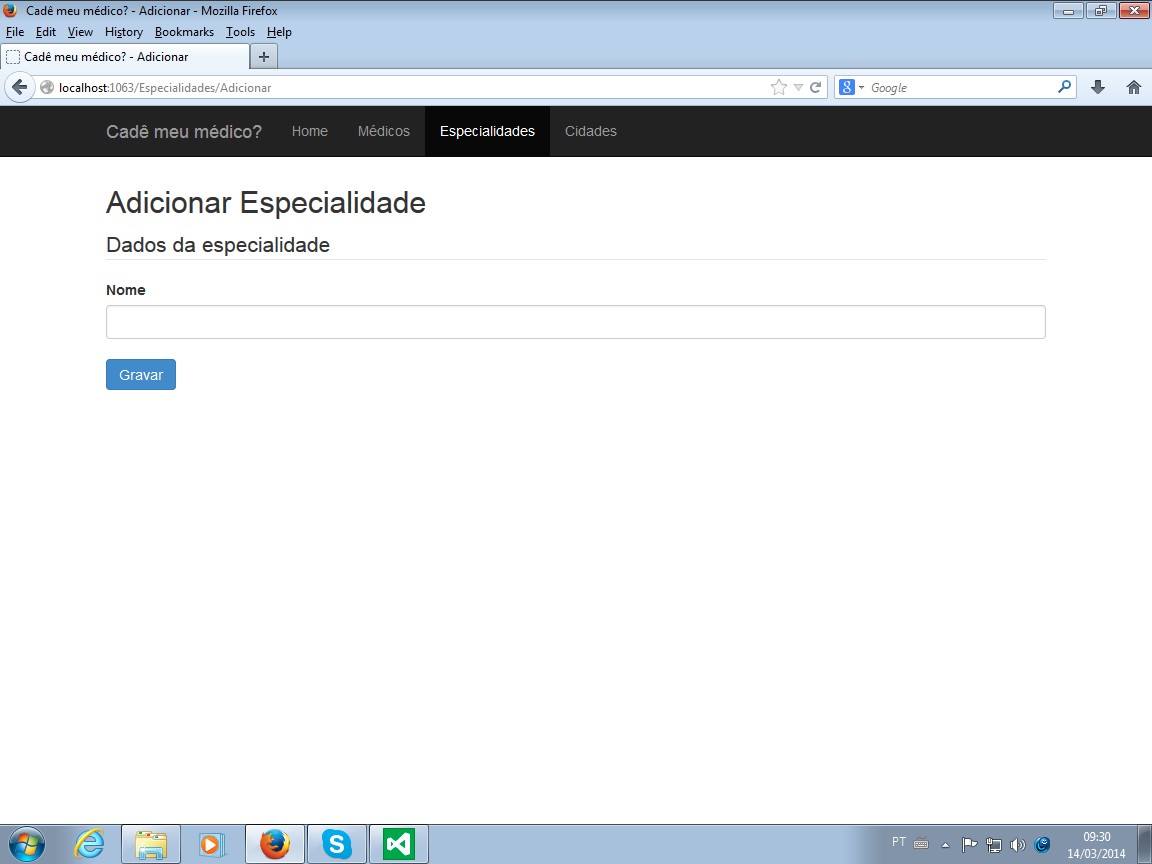 Cadê meu médico? - Adicionar - Mozilla Firefox
File Edit View History Bookmarks Tools Help
Cadê meu médico? - Adicionar
localhost:1063/Especialidades/Adicionar
Google
Cadê meu médico? Home Médicos Especialidades Cidades
Adicionar Especialidade
Dados da especialidade
Nome
Gravar
PT
09:30
14/03/2014